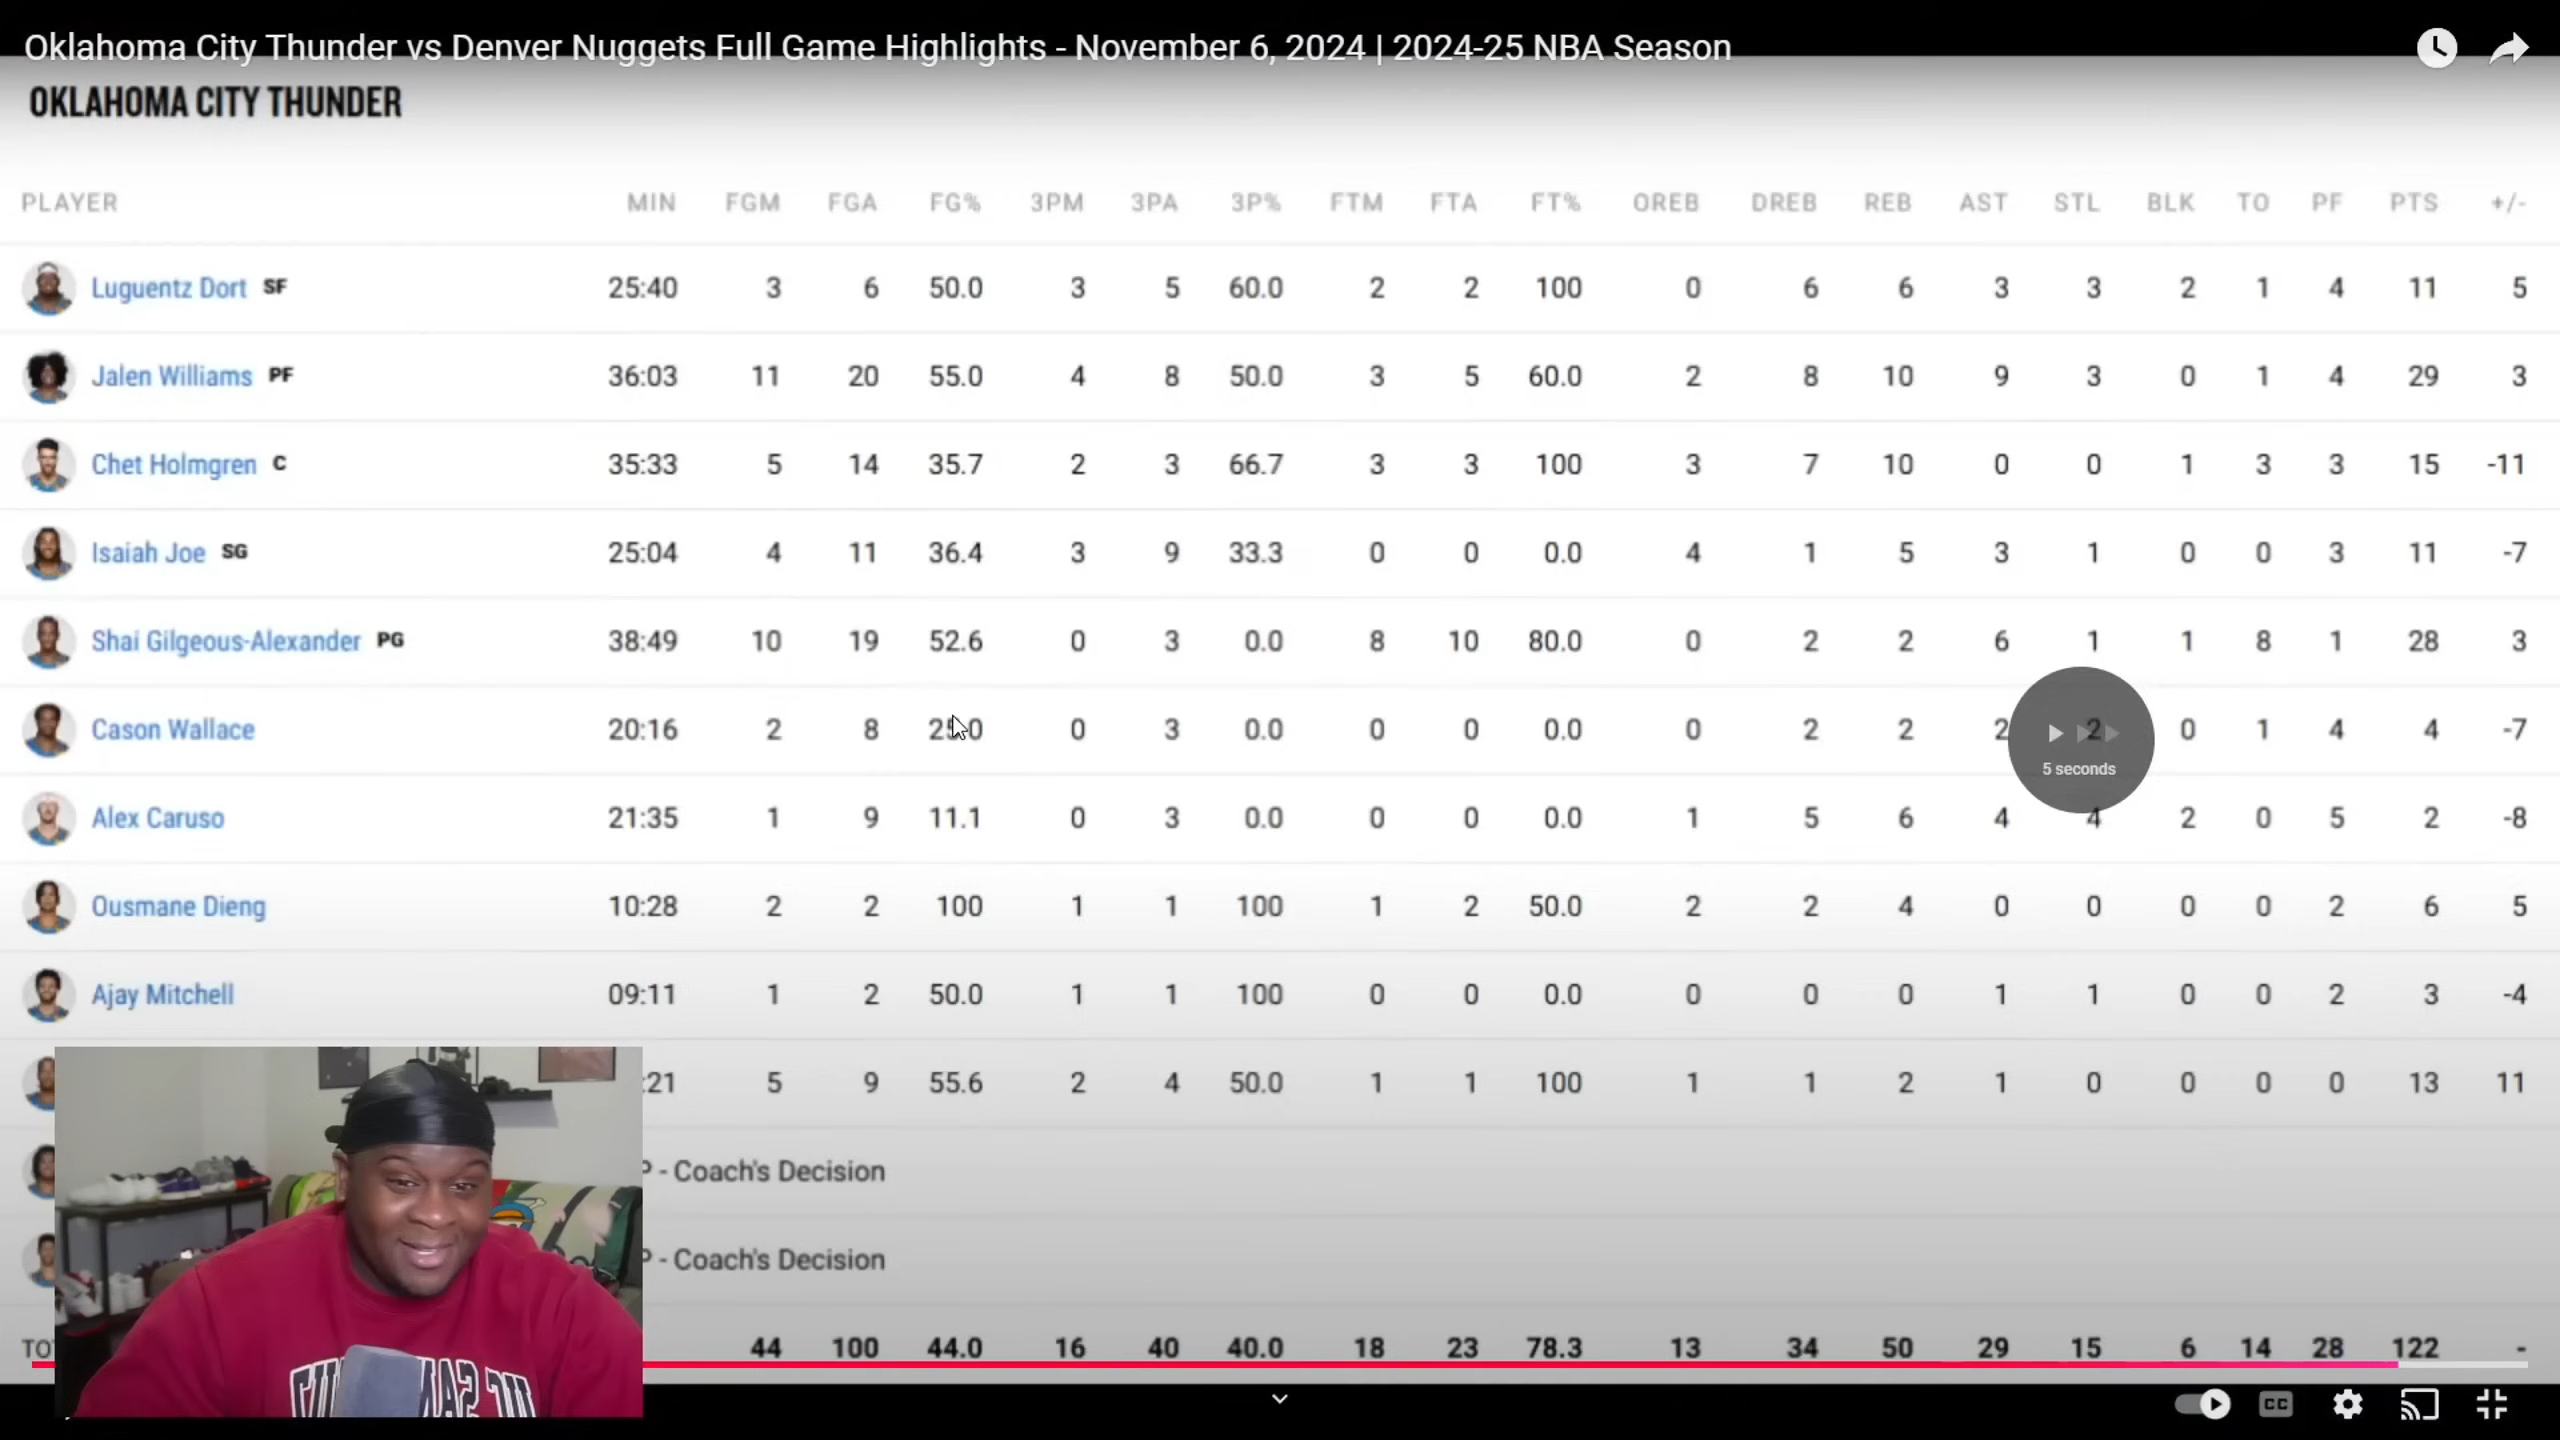 Oklahoma City Thunder vs Denver Nuggets Full Game Highlights - November 6, 2024 | 2024-25 NBA Season
OKLAHOMA CITY THUNDER
PLAYER MIN FGM FGA FG% 3PM 3PA 3P% FTM FTA FT% OREB DREB REB AST STL BLK TO PF PTS +/-
Luguentz Dort SF 25:40 3 6 50.0 3 5 60.0 2 2 100 0 6 6 3 3 2 1 4 11 5
Jalen Williams PF 36:03 11 20 55.0 4 8 50.0 3 5 60.0 2 8 10 9 3 0 1 4 29 3
Chet Holmgren C 35:33 5 14 35.7 2 3 66.7 3 3 100 3 7 10 0 0 1 3 3 15 -11
Isaiah Joe SG 25:04 4 11 36.4 3 9 33.3 0 0 0.0 4 1 5 3 1 0 0 3 11 -7
Shai Gilgeous-Alexander PG 38:49 10 19 52.6 0 3 0.0 8 10 80.0 0 2 2 6 1 1 8 1 28 3
Cason Wallace 20:16 2 8 25.0 0 3 0.0 0 0 0.0 0 2 2 2 2 0 1 4 4 -7
5 seconds
Alex Caruso 21:35 1 9 11.1 0 3 0.0 0 0 0.0 1 5 6 4 4 2 0 5 2 -8
Ousmane Dieng 10:28 2 2 100 1 1 100 1 2 50.0 2 2 4 0 0 0 0 2 6 5
Ajay Mitchell 09:11 1 2 50.0 1 1 100 0 0 0.0 0 0 0 1 1 0 0 2 3 -4
:21 5 9 55.6 2 4 50.0 1 1 100 1 1 2 1 0 0 0 0 13 11
P - Coach's Decision
P - Coach's Decision
TO 44 100 44.0 16 40 40.0 18 23 78.3 13 34 50 29 15 6 14 28 122 -
CC